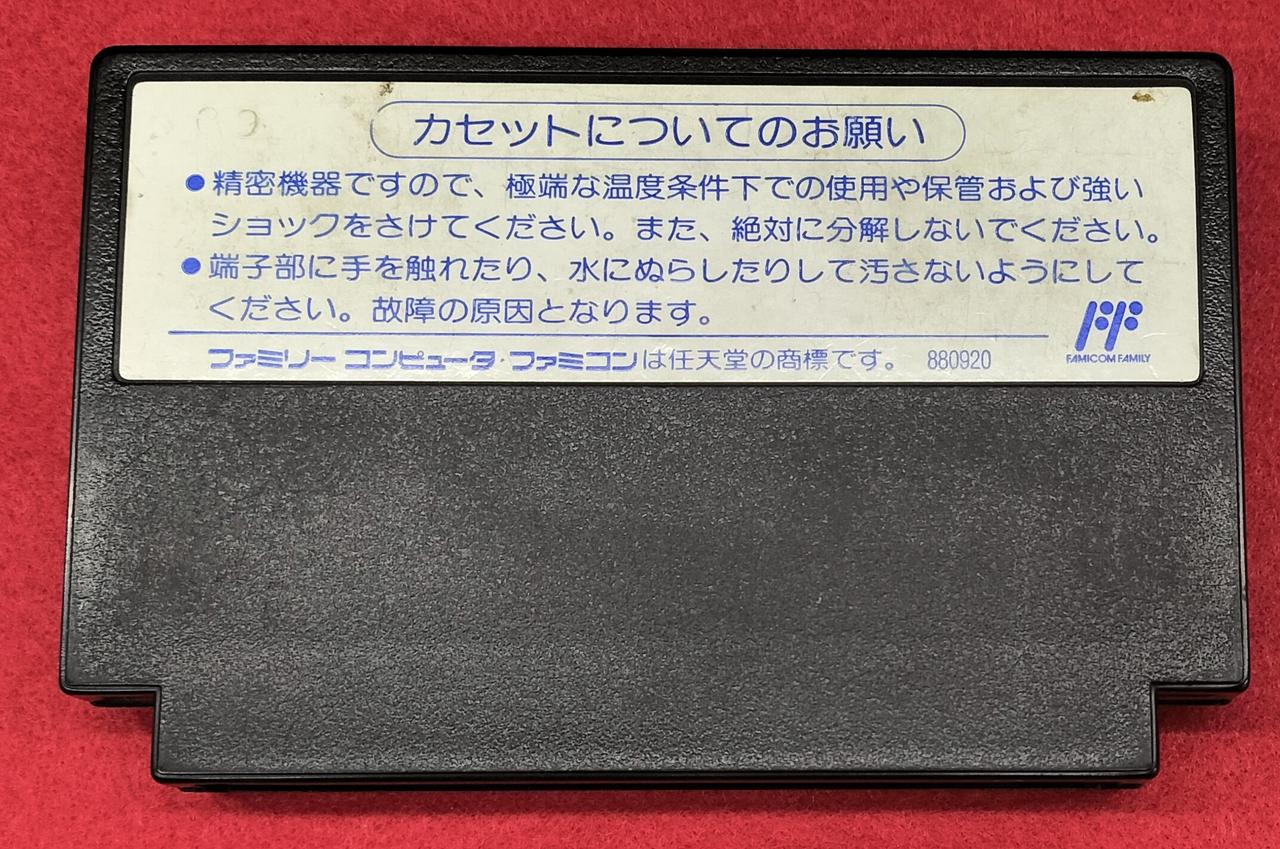 カセットについてのお願い
●精密機器ですので、極端な温度条件下での使用や保管および強い
ショックをさけてください。また、絶対に分解しないでください。
●端子部に手を触れたり、水にぬらしたりして汚さないようにして
ください。故障の原因となります。
ファミリー コンピュータ・ファミコンは任天堂の商標です。 880920
FF
FAMICOM FAMILY